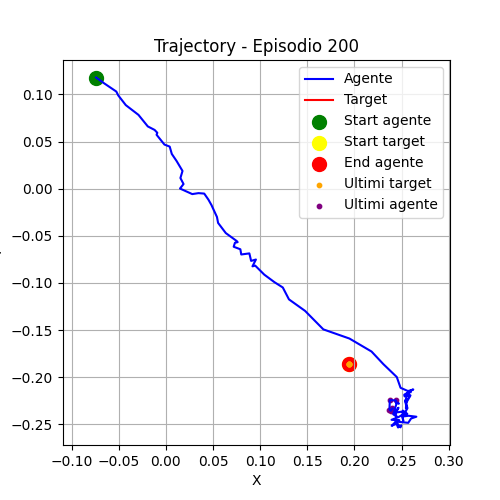 Trajectory - Episodio 200
Agente
Target
Start agente
Start target
End agente
Ultimi target
Ultimi agente
0.10
0.05
0.00
−0.05
−0.10
−0.15
−0.20
−0.25
−0.10 −0.05 0.00 0.05 0.10 0.15 0.20 0.25 0.30
X